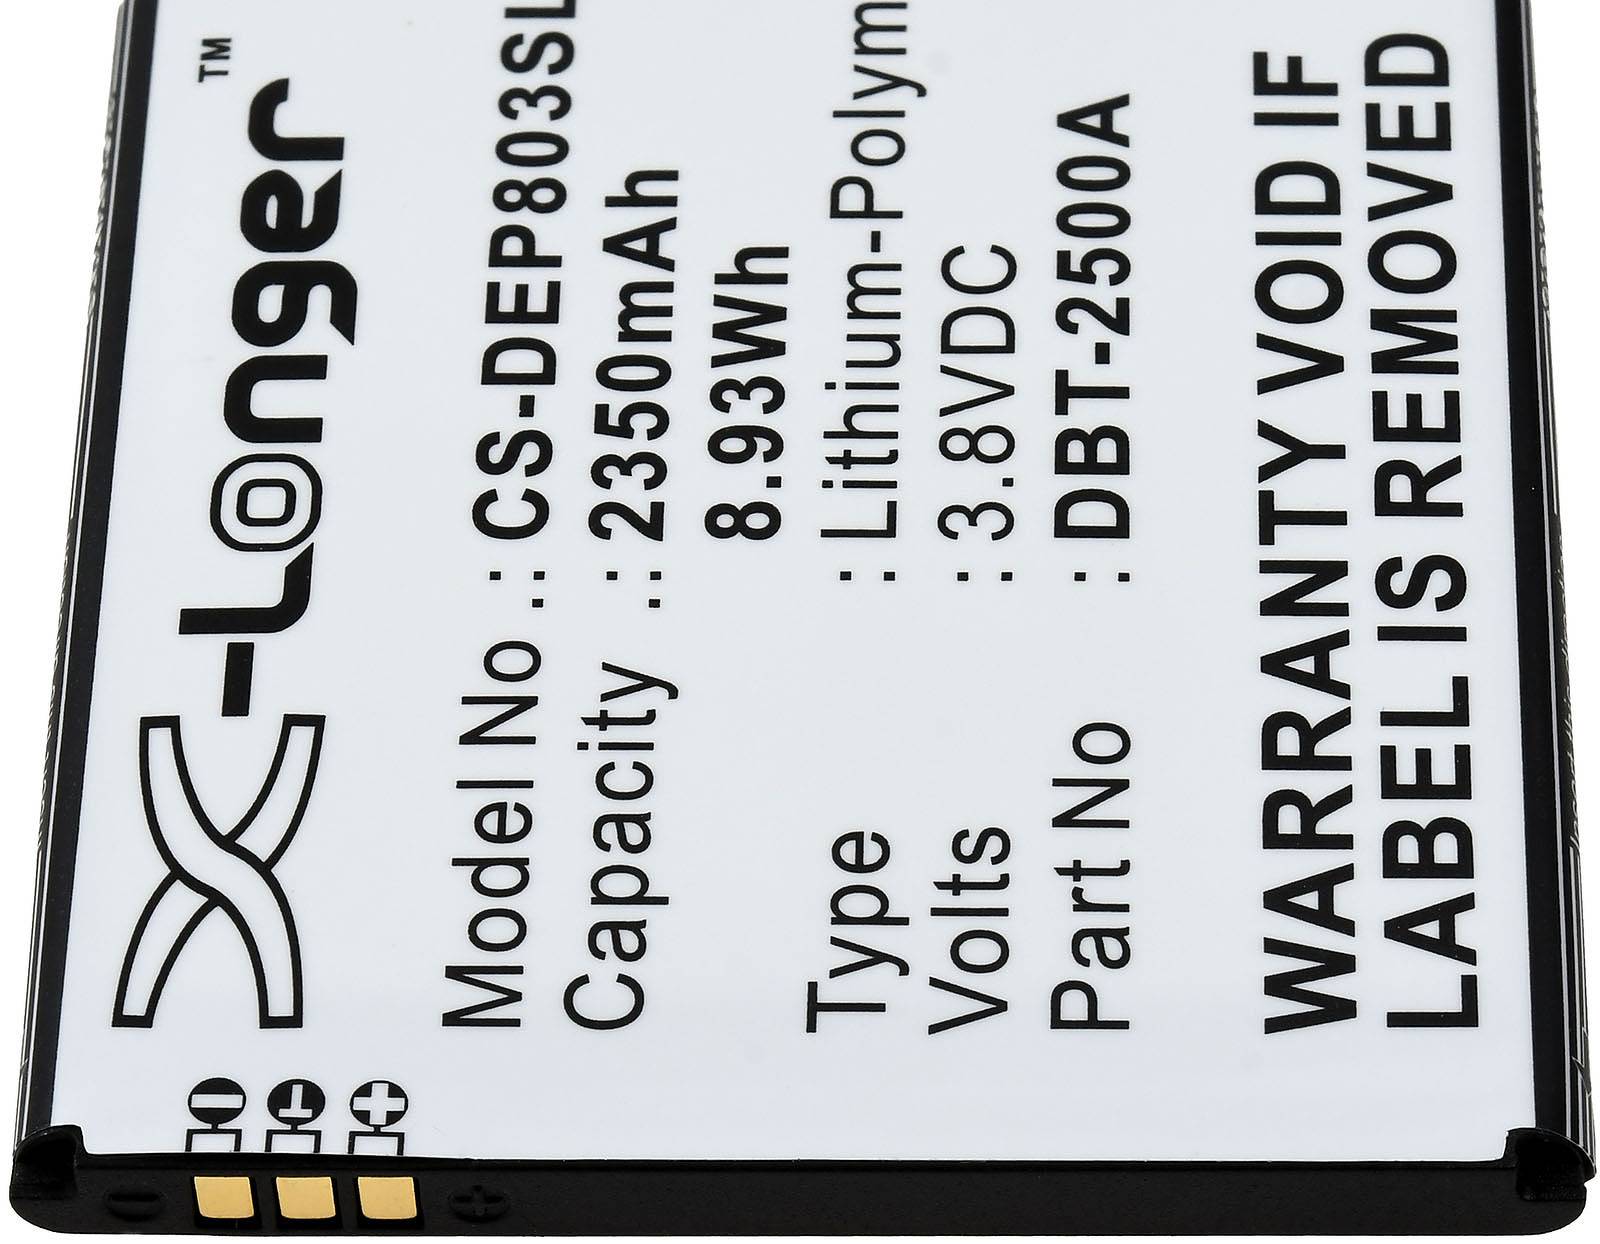 X-Longer™
Model No .: CS-DEP803SL
Capacity .: 2350mAh
8.93Wh
Type : Lithium-Polym
Volts : 3.8VDC
Part No : DBT-2500A
WARRANTY VOID IF
LABEL IS REMOVED